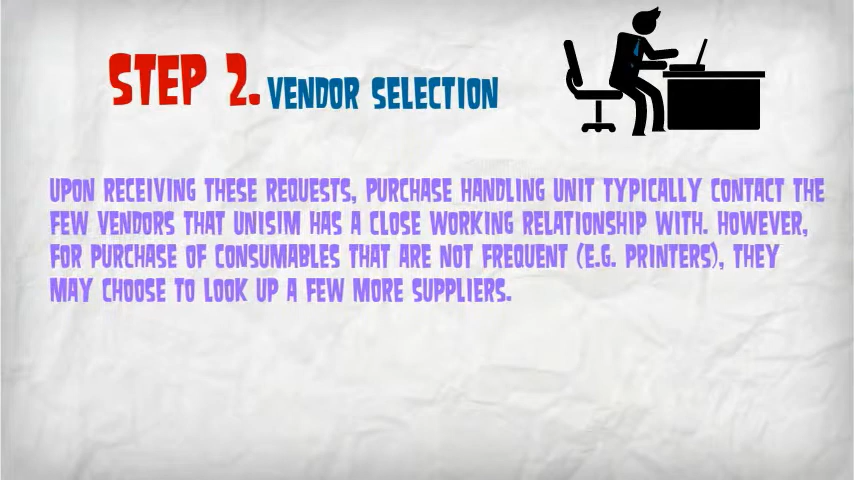 STEP 2. VENDOR SELECTION
UPON RECEIVING THESE REQUESTS, PURCHASE HANDLING UNIT TYPICALLY CONTACT THE
FEW VENDORS THAT UNISIM HAS A CLOSE WORKING RELATIONSHIP WITH. HOWEVER,
FOR PURCHASE OF CONSUMABLES THAT ARE NOT FREQUENT (E.G. PRINTERS), THEY
MAY CHOOSE TO LOOK UP A FEW MORE SUPPLIERS.